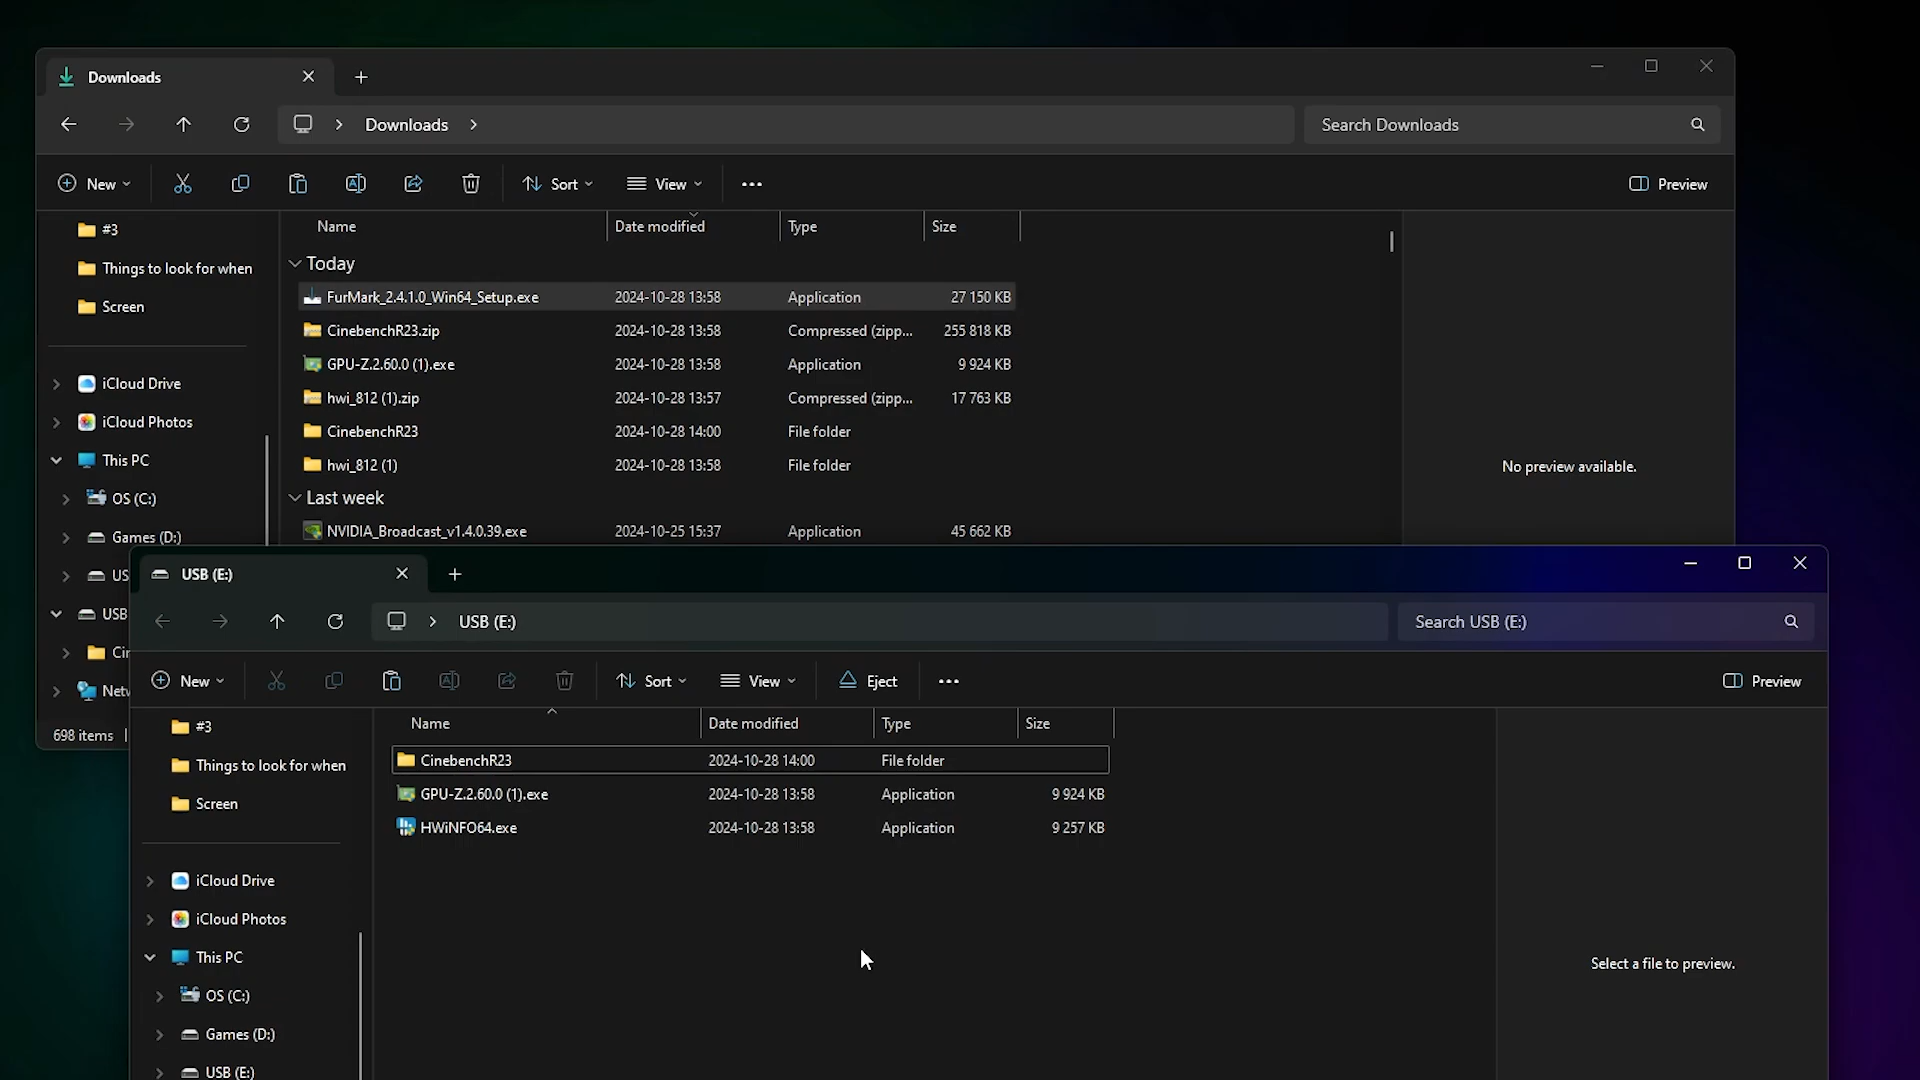 Downloads
Downloads
Search Downloads
New
Sort
View
Preview
#3
Things to look for when
Screen
iCloud Drive
iCloud Photos
This PC
OS (C:)
Games (D:)
US
USB
Cir
Netv
698 items
Name Date modified Type Size
Today
FurMark_2.4.1.0_Win64_Setup.exe 2024-10-28 13:58 Application 27 150 KB
CinebenchR23.zip 2024-10-28 13:58 Compressed (zipp... 255 818 KB
GPU-Z.2.60.0 (1).exe 2024-10-28 13:58 Application 9 924 KB
hwi_812 (1).zip 2024-10-28 13:57 Compressed (zipp... 17 763 KB
CinebenchR23 2024-10-28 14:00 File folder
hwi_812 (1) 2024-10-28 13:58 File folder
Last week
NVIDIA_Broadcast_v1.4.0.39.exe 2024-10-25 15:37 Application 45 662 KB
No preview available.
USB (E:)
USB (E:)
Search USB (E:)
New
Sort
View
Eject
Preview
#3
Things to look for when
Screen
iCloud Drive
iCloud Photos
This PC
OS (C:)
Games (D:)
USB (E:)
Name Date modified Type Size
CinebenchR23 2024-10-28 14:00 File folder
GPU-Z.2.60.0 (1).exe 2024-10-28 13:58 Application 9 924 KB
HWiNFO64.exe 2024-10-28 13:58 Application 9 257 KB
Select a file to preview.